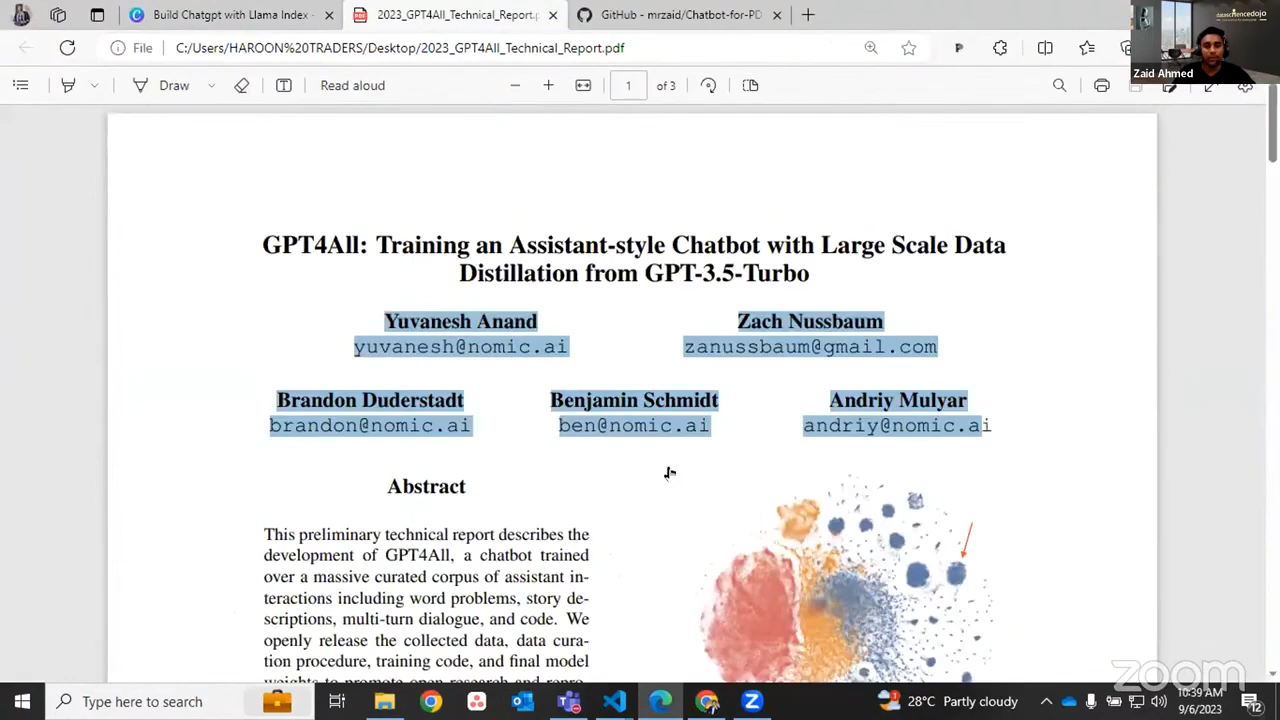 Build Chatgpt with Llama Index -
2023_GPT4All_Technical_Report.p
GitHub - mrzaid/Chatbot-for-PD
datasciencedojo
File
C:/Users/HAROON%20TRADERS/Desktop/2023_GPT4All_Technical_Report.pdf
Zaid Ahmed
Draw
Read aloud
1 of 3
GPT4All: Training an Assistant-style Chatbot with Large Scale Data
Distillation from GPT-3.5-Turbo
Yuvanesh Anand
Zach Nussbaum
yuvanesh@nomic.ai
zanussbaum@gmail.com
Brandon Duderstadt
Benjamin Schmidt
Andriy Mulyar
brandon@nomic.ai
ben@nomic.ai
andriy@nomic.ai
Abstract
This preliminary technical report describes the
development of GPT4All, a chatbot trained
over a massive curated corpus of assistant in-
teractions including word problems, story de-
scriptions, multi-turn dialogue, and code. We
openly release the collected data, data cura-
tion procedure, training code, and final model
zoom
Type here to search
28°C Partly cloudy
10:39 AM
9/6/2023
12